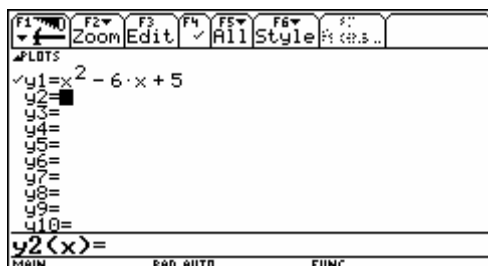 F1 F2 Zoom F3 Edit F4 ✓ F5 All F6 Style
PLOTS
✓y1=x² - 6·x + 5
y2=
y3=
y4=
y5=
y6=
y7=
y8=
y9=
y10=
y2(x)=
MAIN RAD AUTO FUNC